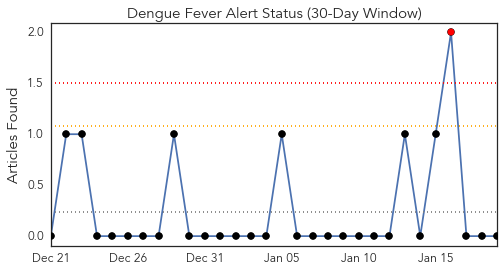 Dengue Fever Alert Status (30-Day Window)
Articles Found
2.0
1.5
1.0
0.5
0.0
Dec 21 Dec 26 Dec 31 Jan 05 Jan 10 Jan 15